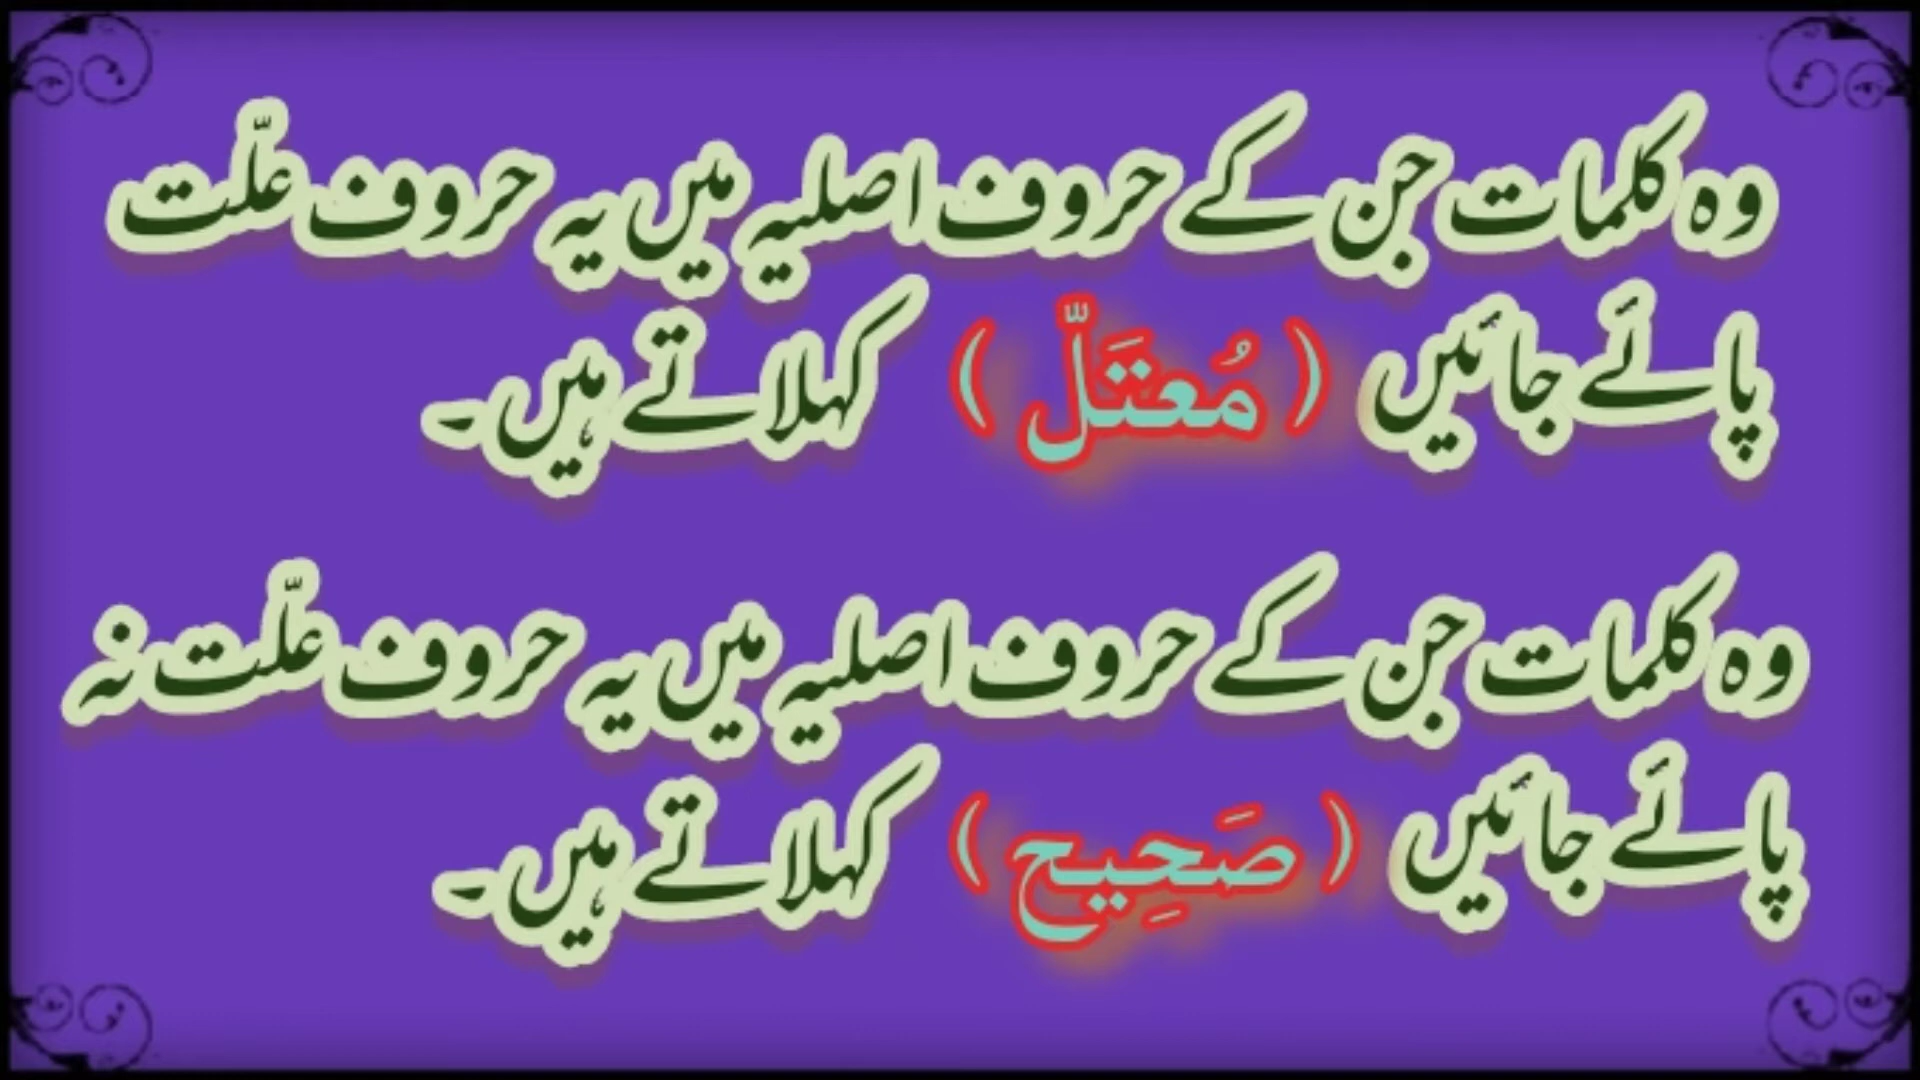 وہ کلمات جن کے حروف اصلیہ میں یہ حروف علّت
پائے جائیں ( مُعتَلّ ) کہلاتے ہیں۔
وہ کلمات جن کے حروف اصلیہ میں یہ حروف علّت نہ
پائے جائیں ( صَحِیح ) کہلاتے ہیں۔